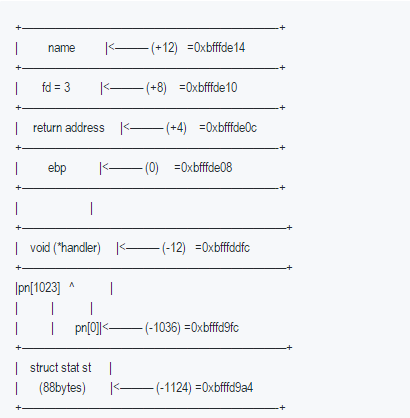 +————————————————+
| name |<——— (+12) =0xbfffde14
+————————————————+
| fd = 3 |<——— (+8) =0xbfffde10
+————————————————+
| return address |<——— (+4) =0xbfffde0c
+————————————————+
| ebp |<——— (0) =0xbfffde08
+————————————————+
| |
+————————————————+
| void (*handler) |<——— (-12) =0xbfffddfc
+————————————————+
|pn[1023] ^ |
| | |
| | pn[0]|<——— (-1036) =0xbfffd9fc
+————————————————+
| struct stat st |
| (88bytes) |<——— (-1124) =0xbfffd9a4
+————————————————+